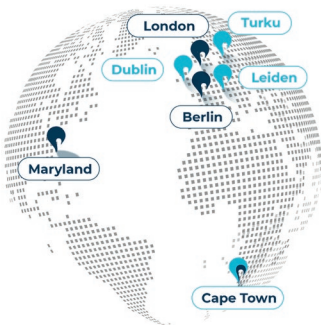 London
Turku
Dublin
Leiden
Berlin
Maryland
Cape Town